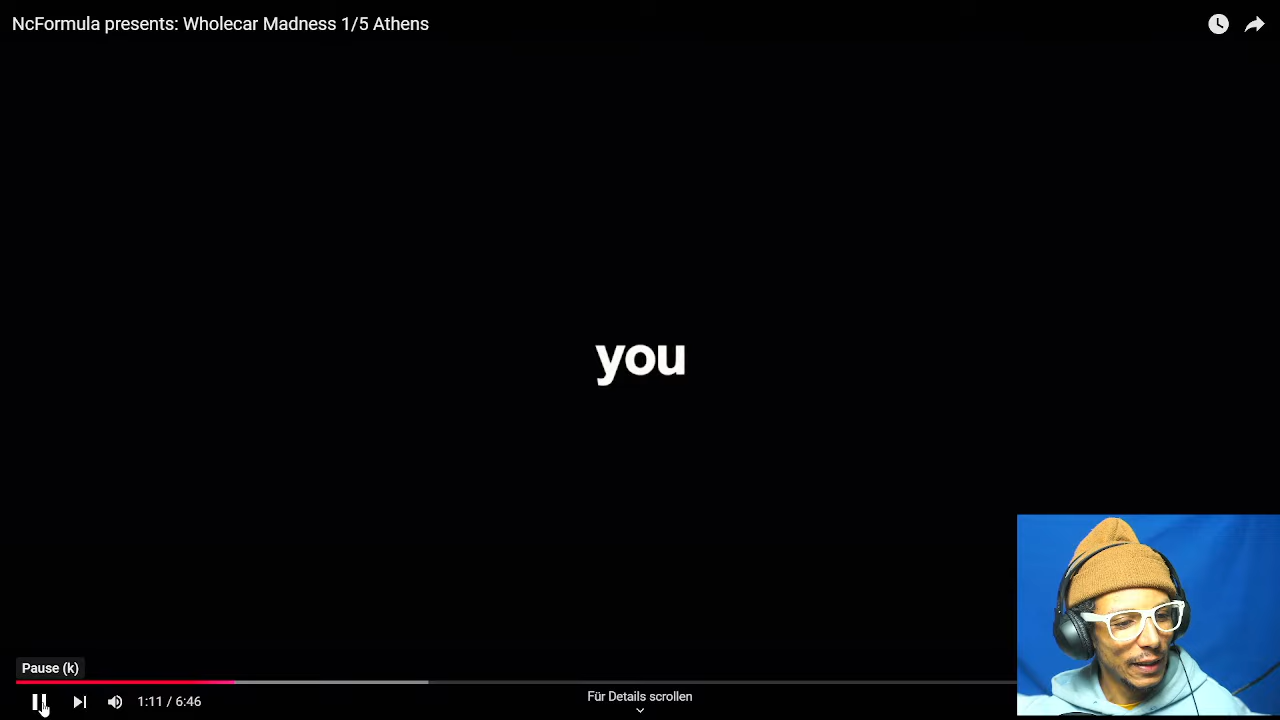 NcFormula presents: Wholecar Madness 1/5 Athens
you
Pause (k)
1:11 / 6:46
Für Details scrollen